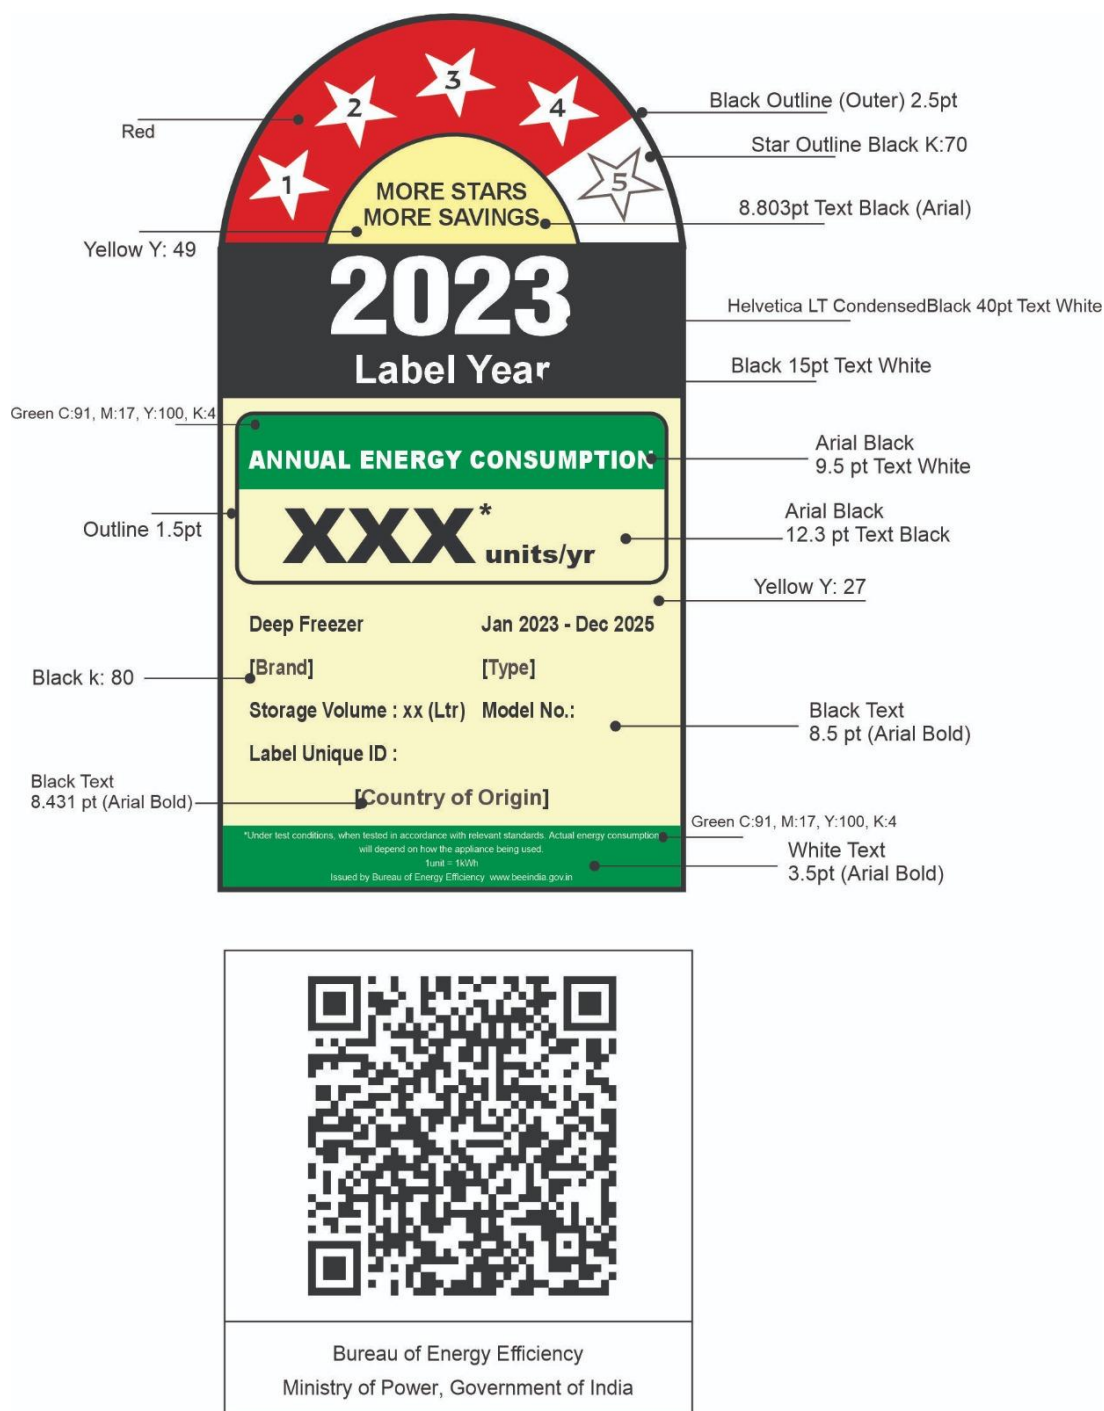 1
2
3
4
5
MORE STARS
MORE SAVINGS
Red
Yellow Y: 49
Black Outline (Outer) 2.5pt
Star Outline Black K:70
8.803pt Text Black (Arial)
2023
Label Year
Helvetica LT CondensedBlack 40pt Text White
Black 15pt Text White
Green C:91, M:17, Y:100, K:4
ANNUAL ENERGY CONSUMPTION
Arial Black
9.5 pt Text White
Outline 1.5pt
XXX*
units/yr
Arial Black
12.3 pt Text Black
Yellow Y: 27
Deep Freezer Jan 2023 - Dec 2025
[Brand] [Type]
Black k: 80
Storage Volume : xx (Ltr) Model No.:
Black Text
8.5 pt (Arial Bold)
Label Unique ID :
[Country of Origin]
Black Text
8.431 pt (Arial Bold)
*Under test conditions, when tested in accordance with relevant standards. Actual energy consumption
will depend on how the appliance being used.
1unit = 1kWh
Issued by Bureau of Energy Efficiency www.beeindia.gov.in
Green C:91, M:17, Y:100, K:4
White Text
3.5pt (Arial Bold)
Bureau of Energy Efficiency
Ministry of Power, Government of India